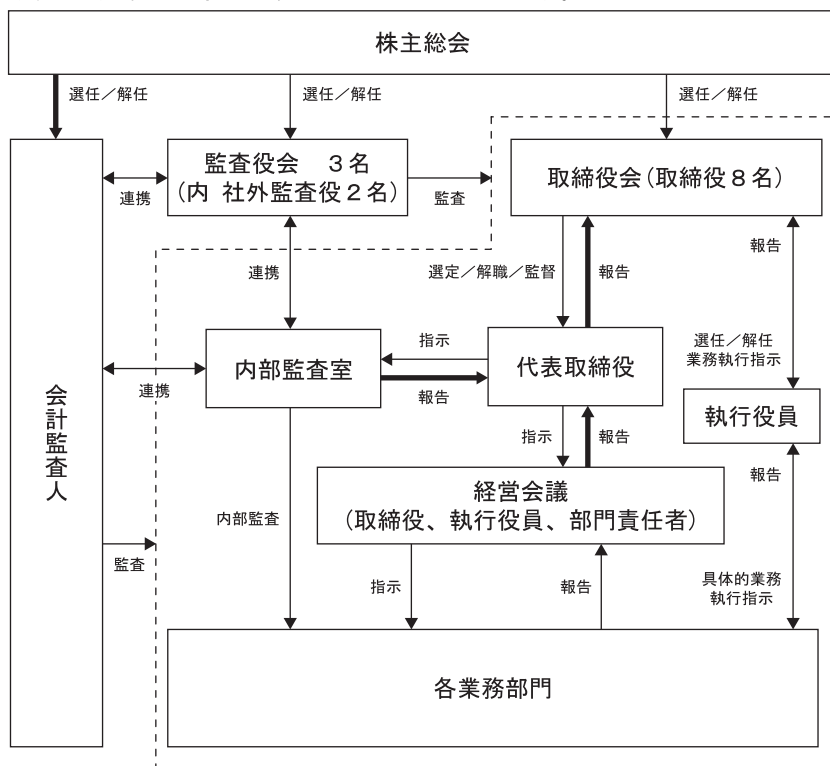 株主総会
選任／解任
選任／解任
選任／解任
監査役会　３名
(内 社外監査役２名)
取締役会(取締役８名)
連携
監査
連携
選定／解職／監督
報告
報告
内部監査室
指示
報告
代表取締役
選任／解任
業務執行指示
連携
執行役員
会計監査人
指示
報告
報告
経営会議
(取締役、執行役員、部門責任者)
内部監査
監査
指示
報告
具体的業務
執行指示
各業務部門